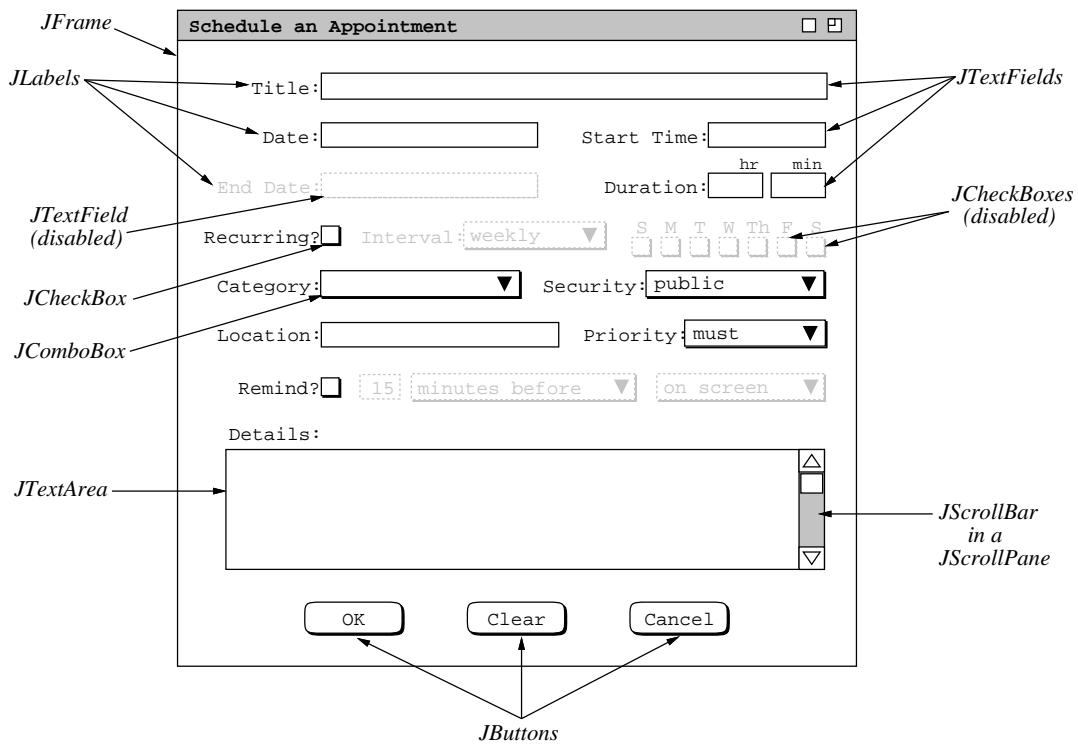 JFrame
Schedule an Appointment
JLabels
Title:
JTextFields
Date:
Start Time:
hr min
End Date:
Duration:
JTextField
(disabled)
JCheckBoxes
(disabled)
Recurring?
Interval: weekly
S M T W Th F S
JCheckBox
Category:
Security: public
JComboBox
Location:
Priority: must
Remind? 15 minutes before on screen
Details:
JTextArea
JScrollBar
in a
JScrollPane
OK Clear Cancel
JButtons